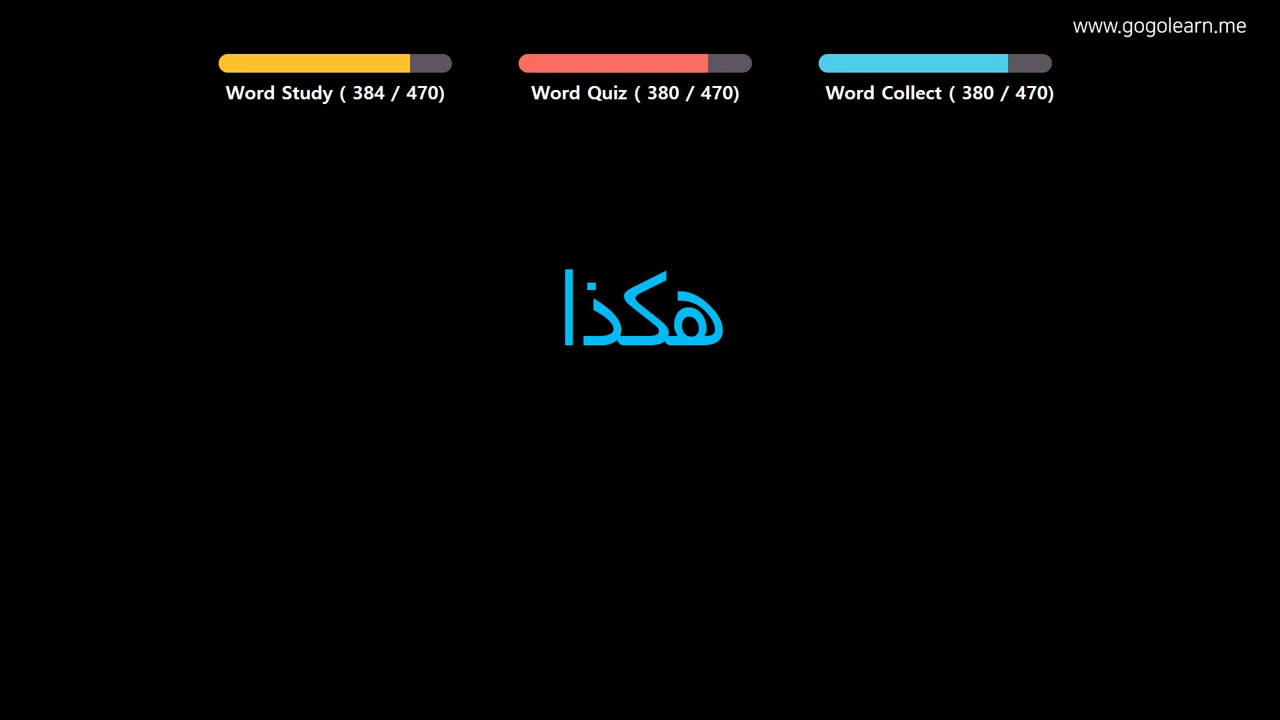 www.gogolearn.me
Word Study ( 384 / 470)
Word Quiz ( 380 / 470)
Word Collect ( 380 / 470)
هكذا